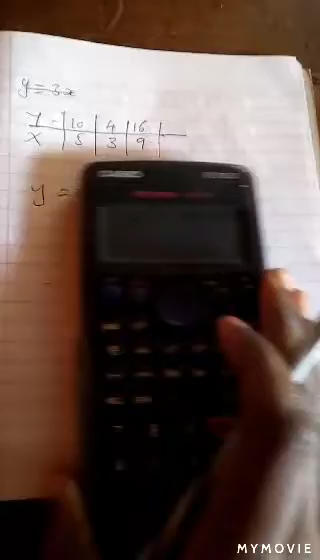 y = 3x
y 10 4 16
x 5 3 9
y =
MYMOVIE